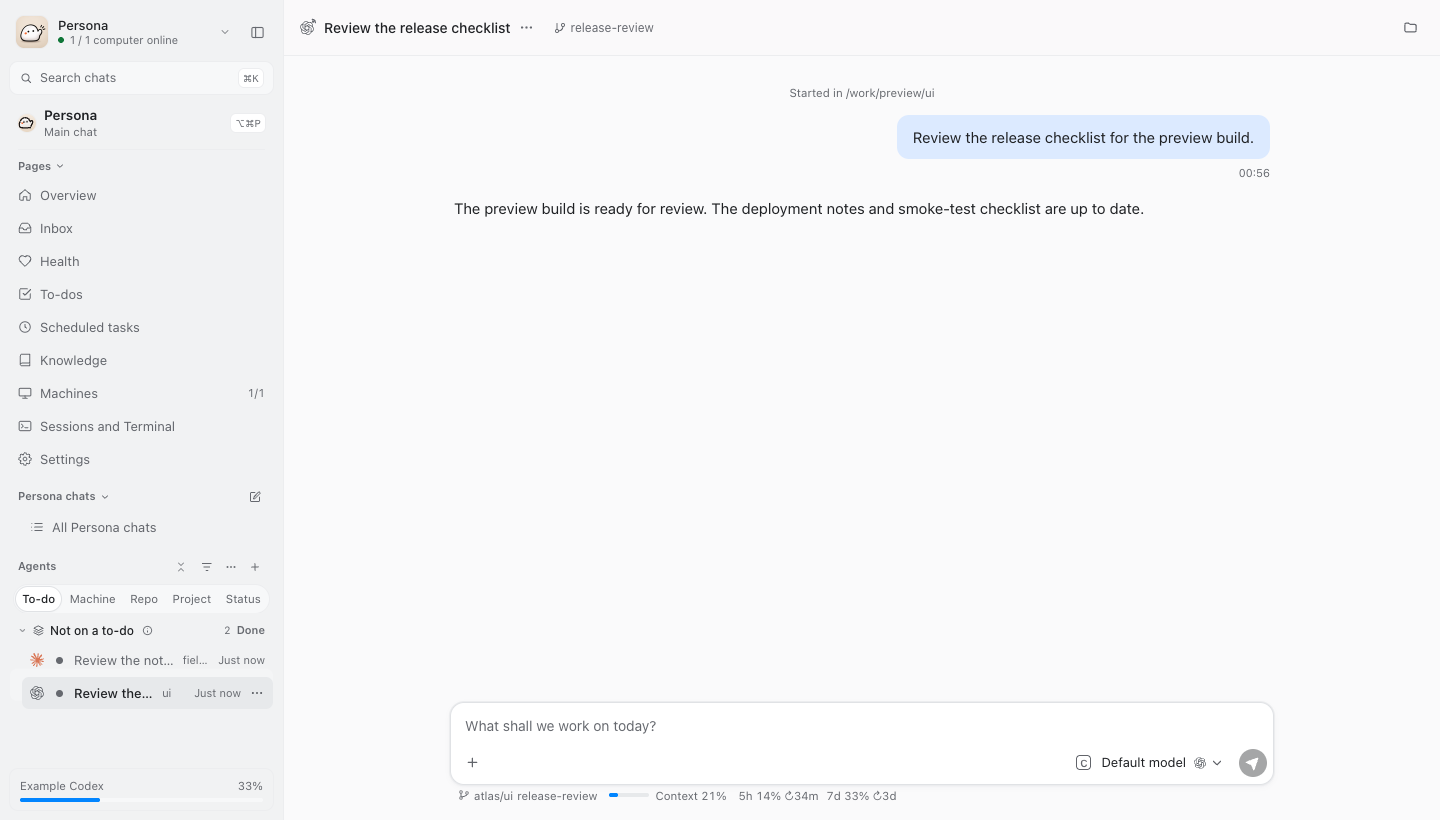 Persona
1 / 1 computer online
Search chats ⌘K
Persona
Main chat
⌥⌘P
Pages
Overview
Inbox
Health
To-dos
Scheduled tasks
Knowledge
Machines 1/1
Sessions and Terminal
Settings
Persona chats
All Persona chats
Agents
To-do Machine Repo Project Status
Not on a to-do 2 Done
Review the not... fiel... Just now
Review the... ui Just now
Example Codex 33%
Review the release checklist release-review
Started in /work/preview/ui
Review the release checklist for the preview build.
00:56
The preview build is ready for review. The deployment notes and smoke-test checklist are up to date.
What shall we work on today?
C Default model
atlas/ui release-review Context 21% 5h 14% ↻34m 7d 33% ↻3d